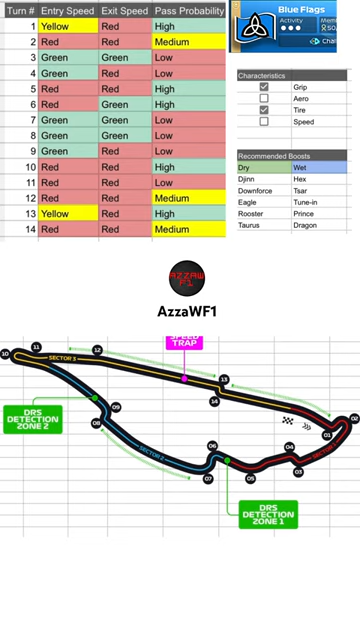 Turn # Entry Speed Exit Speed Pass Probability
1 Yellow Red High
2 Red Red Medium
3 Green Green Low
4 Green Red Low
5 Red Red High
6 Red Green High
7 Green Green Low
8 Green Green Low
9 Green Red Low
10 Red Red High
11 Red Red Low
12 Red Red Medium
13 Yellow Red High
14 Red Red Medium
Blue Flags
Activity
Characteristics
Grip
Aero
Tire
Speed
Recommended Boosts
Dry Wet
Djinn Hex
Downforce Tsar
Eagle Tune-in
Rooster Prince
Taurus Dragon
AZZAW
F1
AzzaWF1
SPEED
TRAP
11
12
10
SECTOR 3
13
14
DRS
DETECTION
ZONE 2
09
08
02
01
SECTOR 1
04
03
06
SECTOR 2
07
05
DRS
DETECTION
ZONE 1